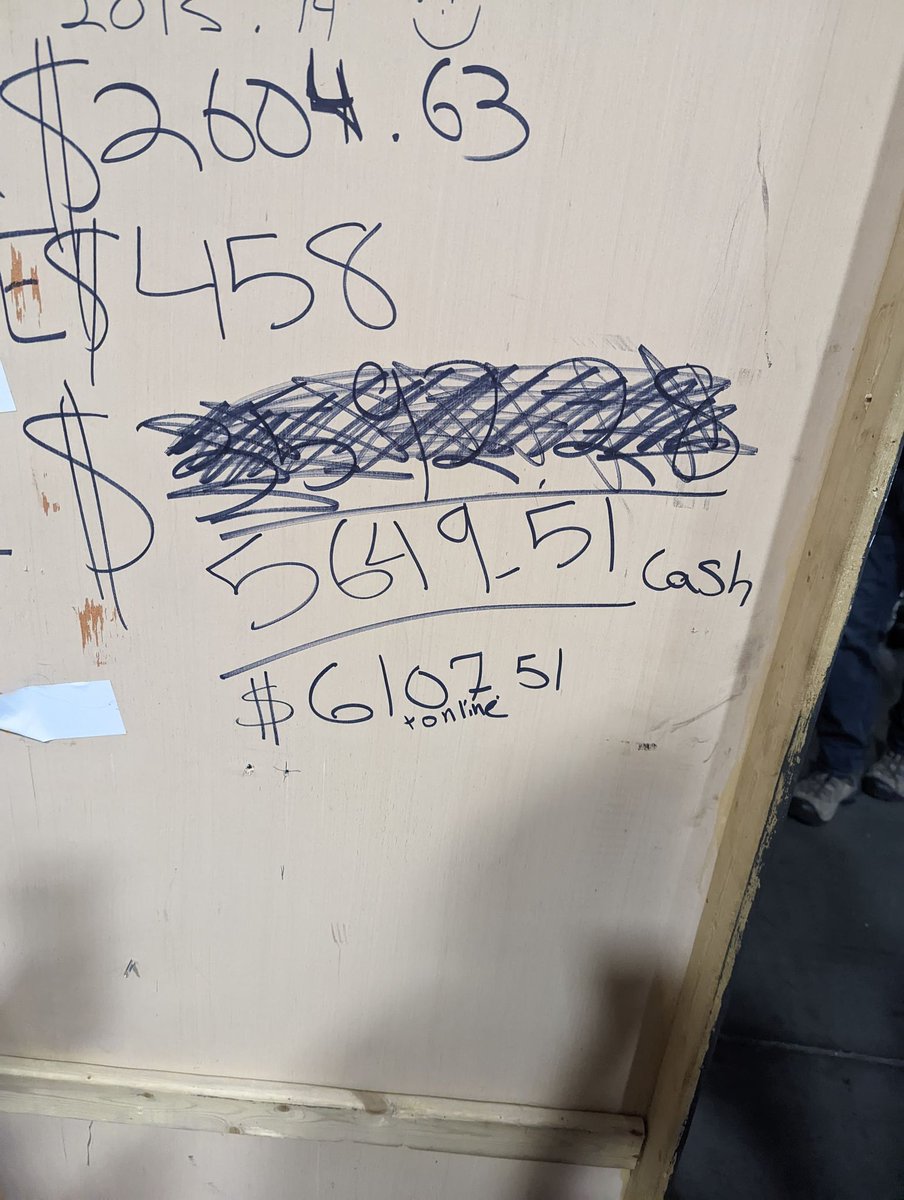 $2604.63
E $458
$
5649.51 Cash
$6107.51
+online